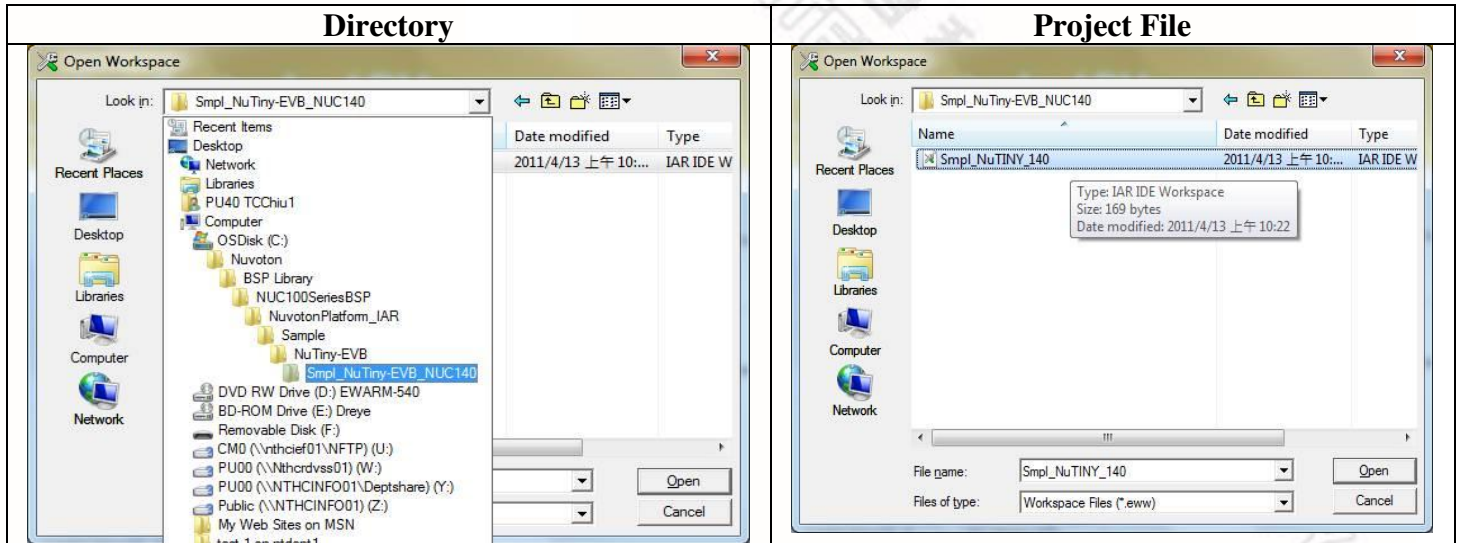 Directory
Project File
Open Workspace
Look in: Smpl_NuTiny-EVB_NUC140
Recent Items
Desktop
Network
Libraries
PU40 TCChiu1
Computer
OSDisk (C:)
Nuvoton
BSP Library
NUC100SeriesBSP
NuvotonPlatform_IAR
Sample
NuTiny-EVB
Smpl_NuTiny-EVB_NUC140
DVD RW Drive (D:) EWARM-540
BD-ROM Drive (E:) Dreye
Removable Disk (F:)
CM0 (\\nthcief01\NFTP) (U:)
PU00 (\\Nthcrdvss01) (W:)
PU00 (\\NTHCINFO01\Deptshare) (Y:)
Public (\\NTHCINFO01) (Z:)
My Web Sites on MSN
Recent Places
Desktop
Libraries
Computer
Network
Date modified Type
2011/4/13 上午 10:... IAR IDE W
Open
Cancel
Open Workspace
Look in: Smpl_NuTiny-EVB_NUC140
Recent Places
Desktop
Libraries
Computer
Network
Name Date modified Type
Smpl_NuTINY_140 2011/4/13 上午 10:... IAR IDE W
Type: IAR IDE Workspace
Size: 169 bytes
Date modified: 2011/4/13 上午 10:22
File name: Smpl_NuTINY_140 Open
Files of type: Workspace Files (*.eww) Cancel